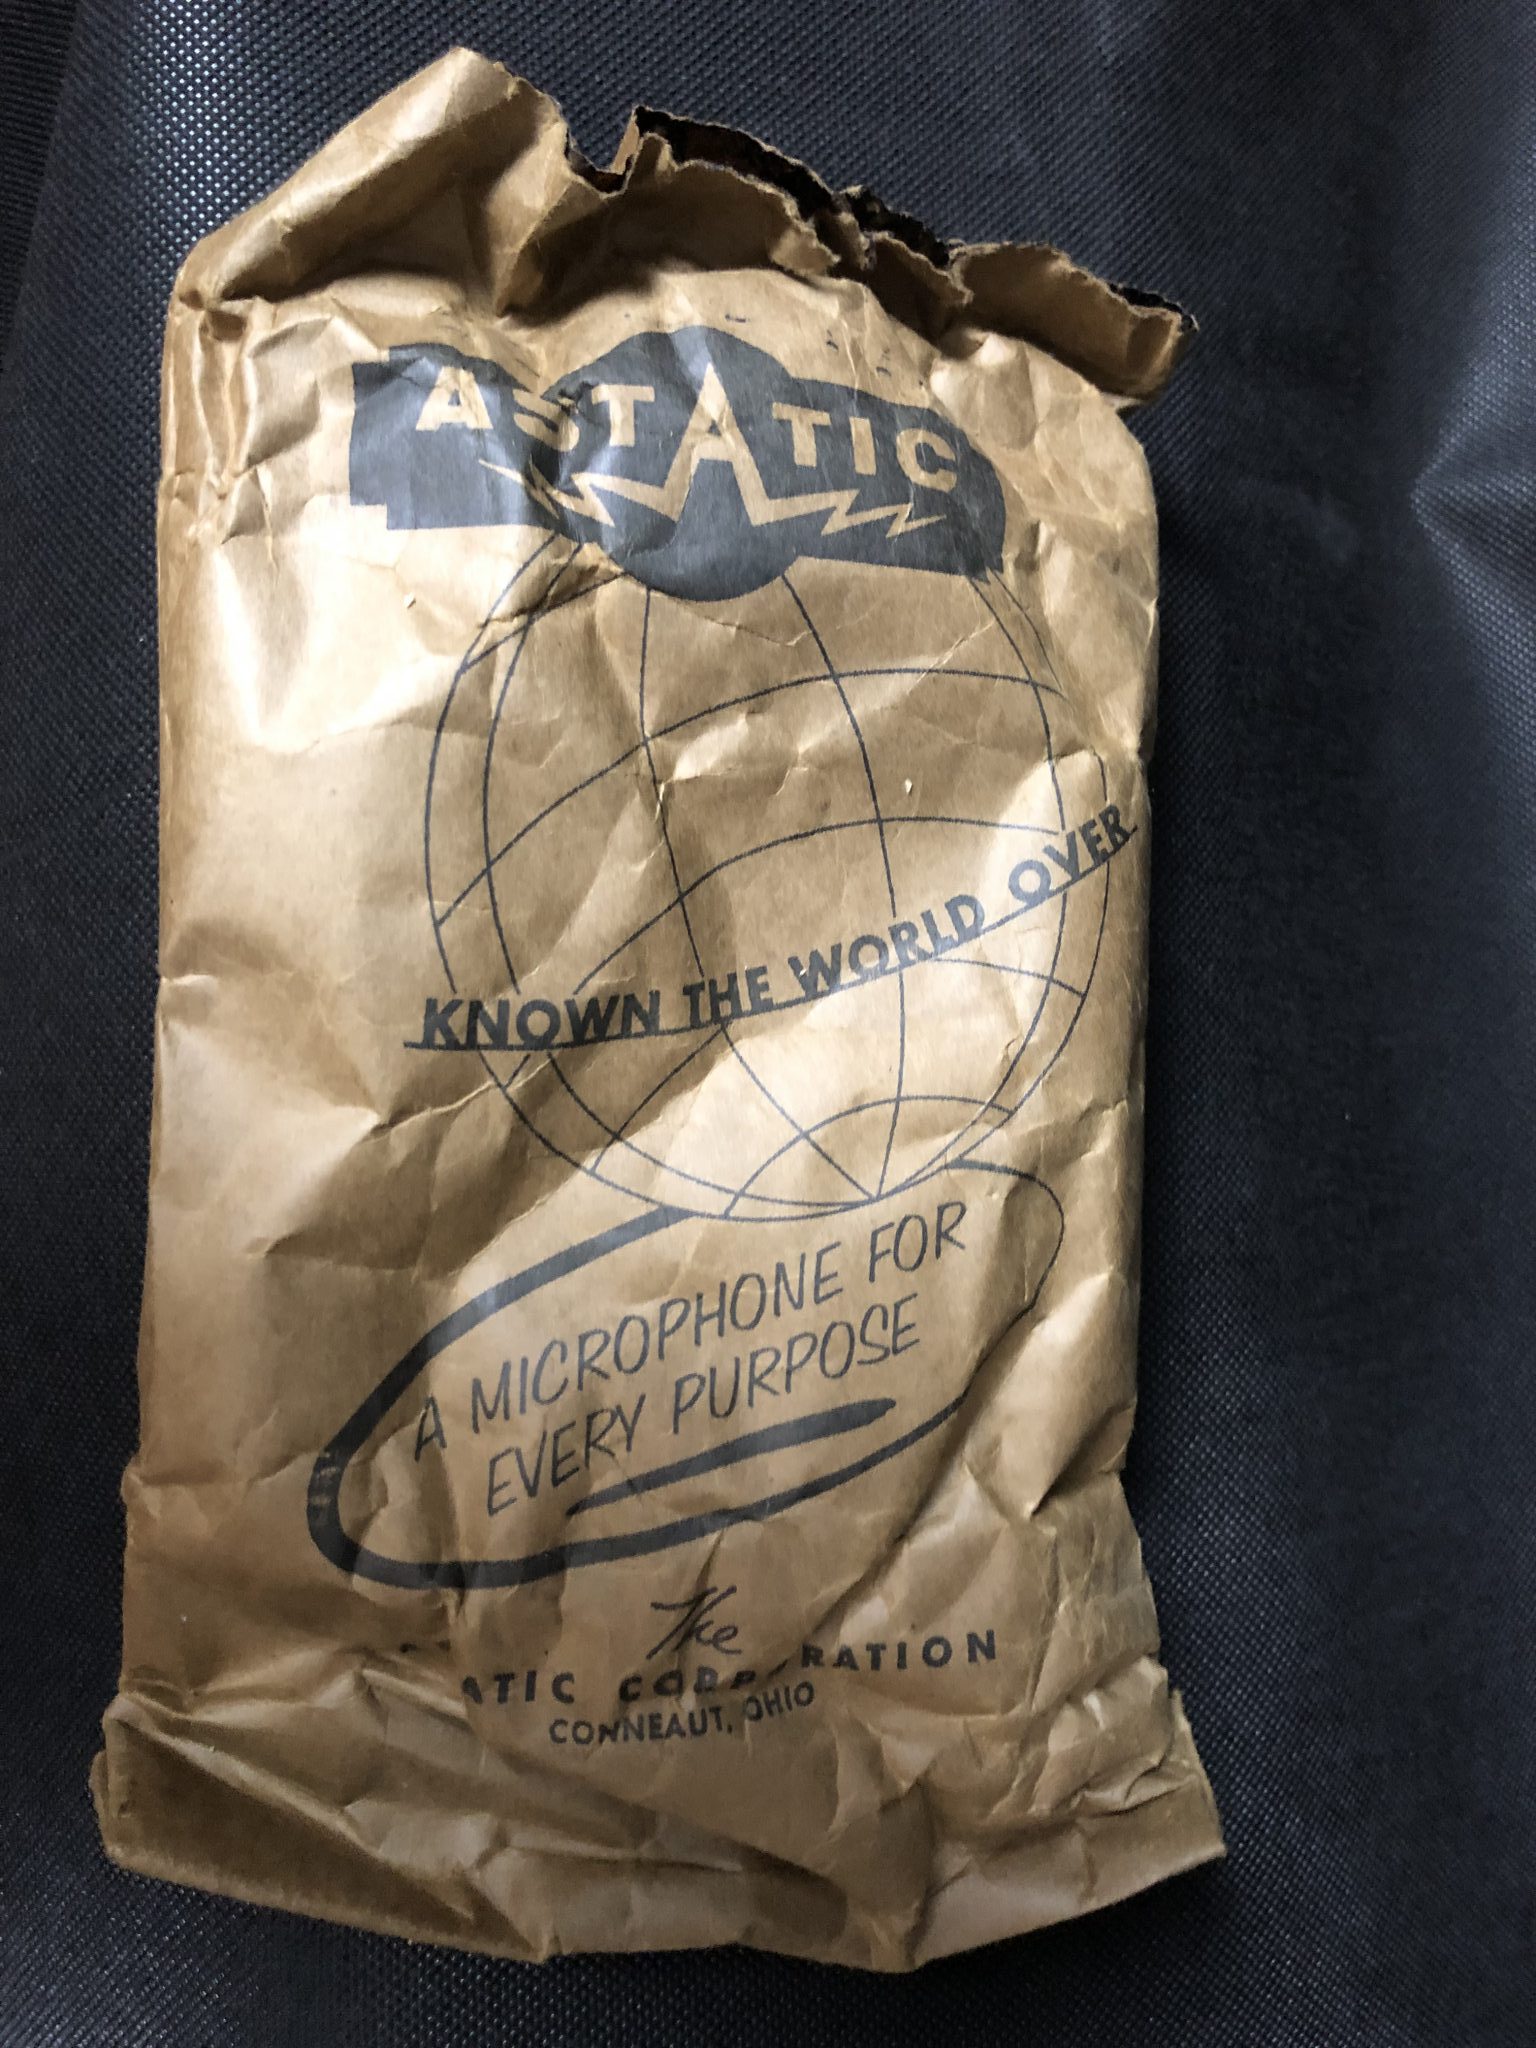 ASTATIC
KNOWN THE WORLD OVER
A MICROPHONE FOR
EVERY PURPOSE
The
CONNEAUT, OHIO